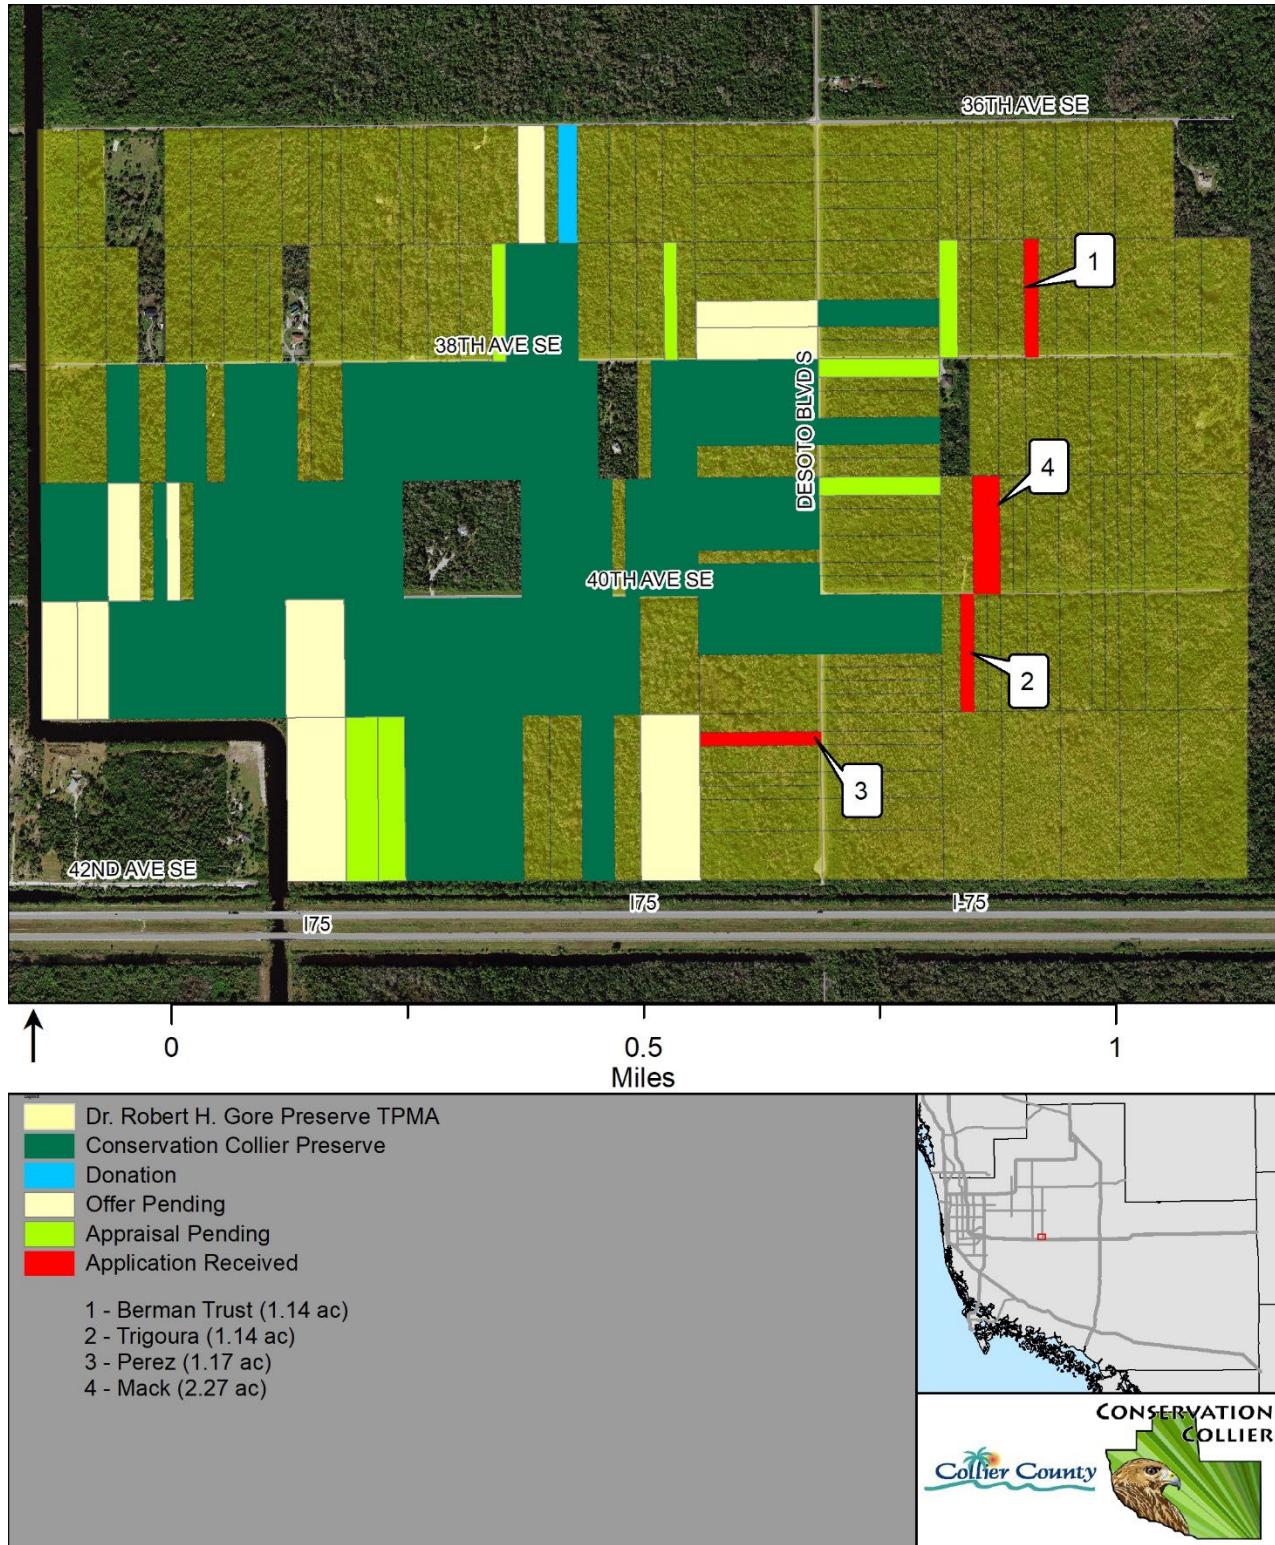 36TH AVE SE
1
38TH AVE SE
DESOTO BLVD S
4
40TH AVE SE
2
3
42ND AVE SE
I75
I-75
I75
0
0.5
1
Miles
Dr. Robert H. Gore Preserve TPMA
Conservation Collier Preserve
Donation
Offer Pending
Appraisal Pending
Application Received
1 - Berman Trust (1.14 ac)
2 - Trigoura (1.14 ac)
3 - Perez (1.17 ac)
4 - Mack (2.27 ac)
CONSERVATION
COLLIER
Collier County